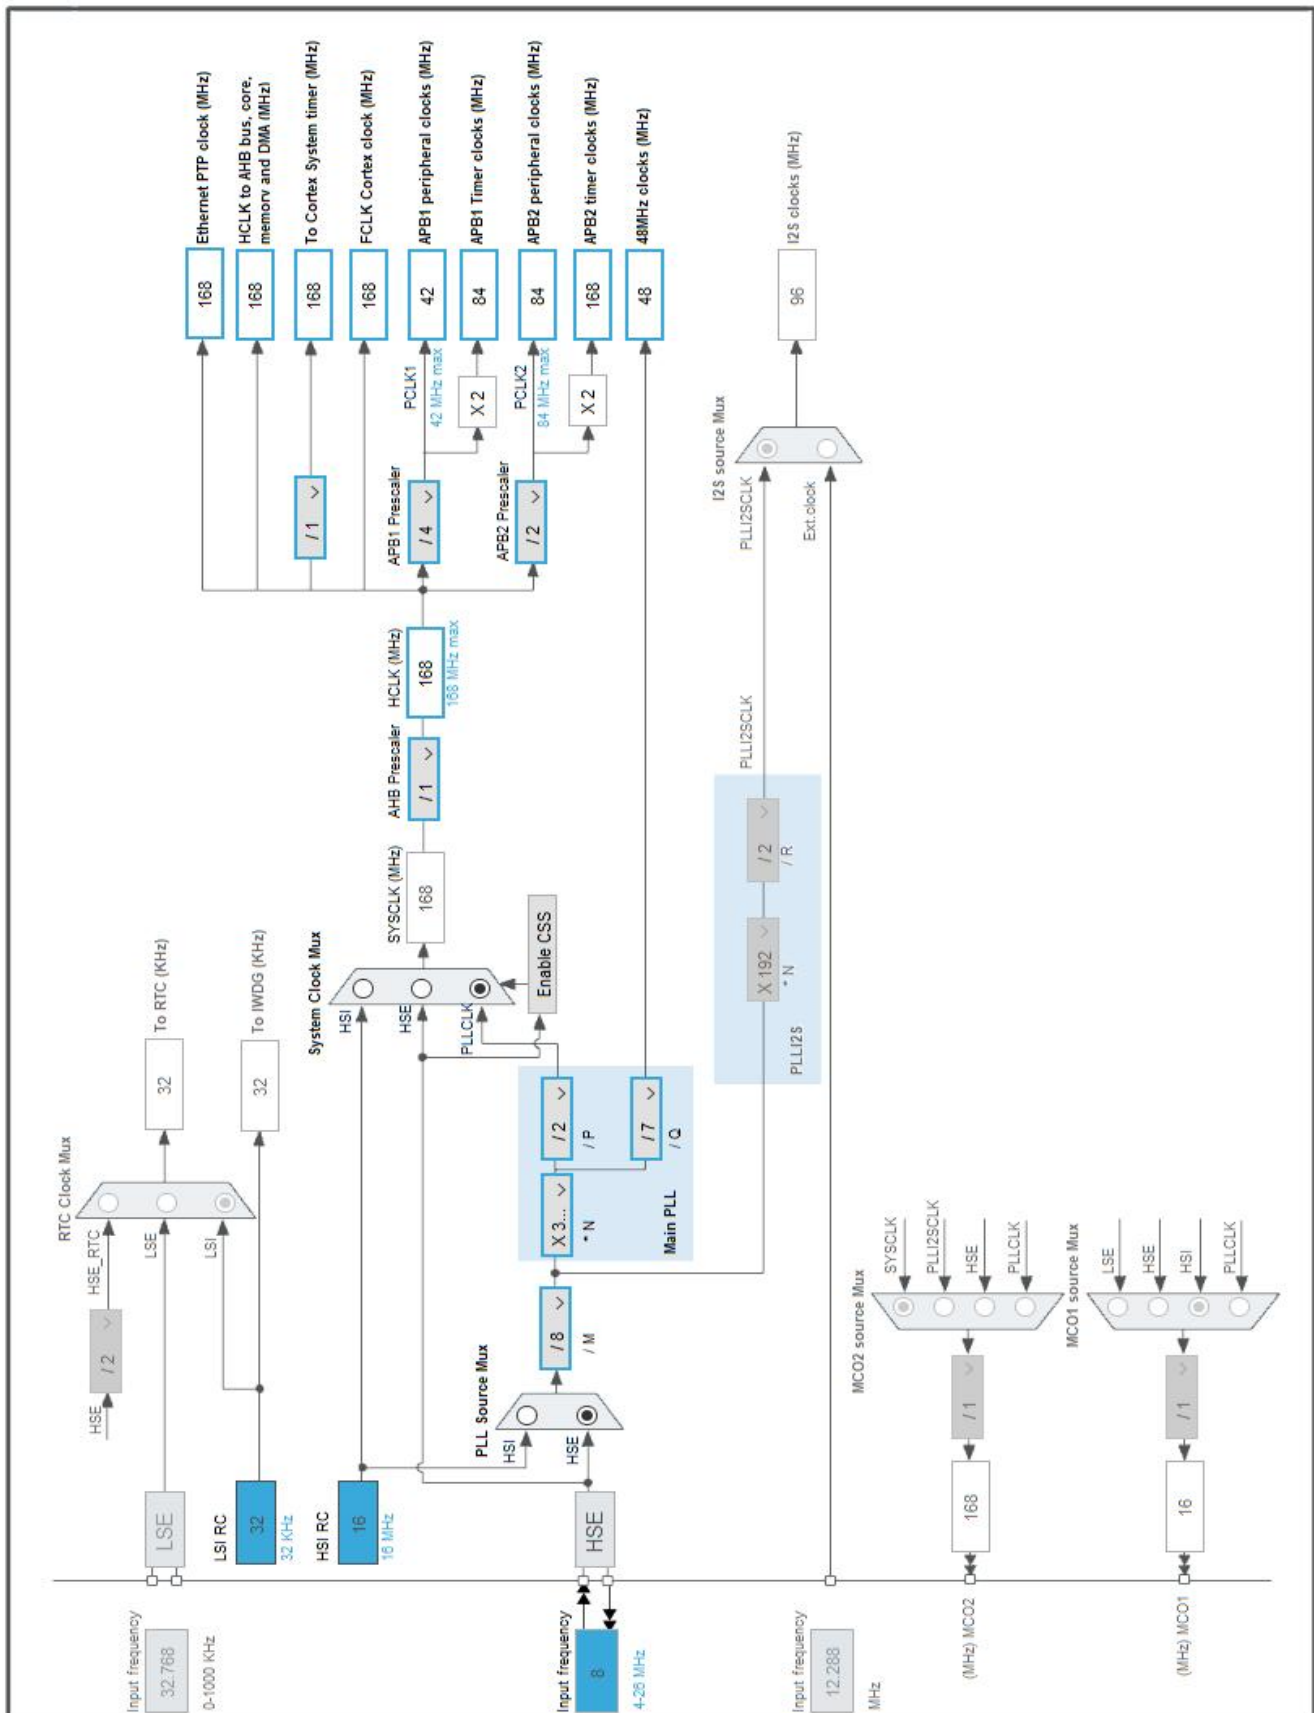 RTC Clock Mux
HSE
/ 2
HSE_RTC
LSE
LSI
32
To RTC (KHz)
Input frequency
32.768
0-1000 KHz
LSE
LSI RC
32
32 KHz
32
To IWDG (KHz)
HSI RC
16
16 MHz
System Clock Mux
HSI
HSE
PLLCLK
Enable CSS
SYSCLK (MHz)
168
AHB Prescaler
/ 1
HCLK (MHz)
168
168 MHz max
168
Ethernet PTP clock (MHz)
168
HCLK to AHB bus, core,
memory and DMA (MHz)
/ 1
168
To Cortex System timer (MHz)
168
FCLK Cortex clock (MHz)
APB1 Prescaler
/ 4
PCLK1
42 MHz max
42
APB1 peripheral clocks (MHz)
X 2
84
APB1 Timer clocks (MHz)
APB2 Prescaler
/ 2
PCLK2
84 MHz max
84
APB2 peripheral clocks (MHz)
X 2
168
APB2 timer clocks (MHz)
48
48MHz clocks (MHz)
Input frequency
8
4-26 MHz
HSE
PLL Source Mux
HSI
HSE
/ 8
/ M
X 3...
* N
/ 2
/ P
/ 7
/ Q
Main PLL
PLLI2S
X 192
* N
/ 2
/ R
PLLI2SCLK
I2S source Mux
PLLI2SCLK
Ext.clock
96
I2S clocks (MHz)
Input frequency
12.288
MHz
MCO2 source Mux
SYSCLK
PLLI2SCLK
HSE
PLLCLK
/ 1
168
(MHz) MCO2
MCO1 source Mux
LSE
HSE
HSI
PLLCLK
/ 1
16
(MHz) MCO1